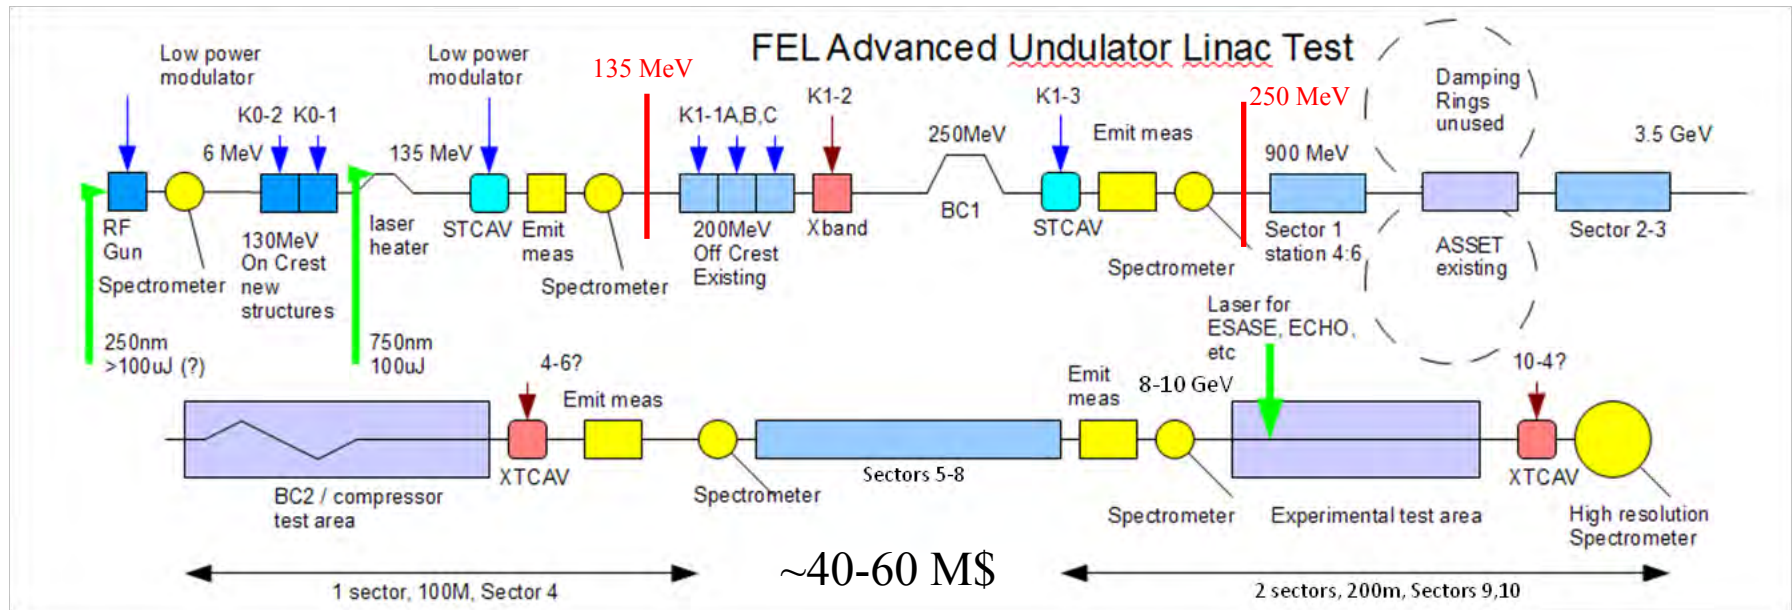 FEL Advanced Undulator Linac Test
Low power
modulator
Low power
modulator
135 MeV
K0-2 K0-1
K1-1A,B,C
K1-2
K1-3
250 MeV
Damping
Rings
unused
6 MeV
135 MeV
250MeV
Emit meas
900 MeV
3.5 GeV
RF
Gun
Spectrometer
130MeV
On Crest
new
structures
laser
heater
STCAV
Emit
meas
Spectrometer
200MeV
Off Crest
Existing
Xband
BC1
STCAV
Spectrometer
Sector 1
station 4:6
ASSET
existing
Sector 2-3
250nm
>100uJ (?)
750nm
100uJ
Laser for
ESASE, ECHO,
etc
4-6?
Emit meas
Emit
meas
8-10 GeV
10-4?
BC2 / compressor
test area
XTCAV
Spectrometer
Sectors 5-8
Spectrometer
Experimental test area
XTCAV
High resolution
Spectrometer
1 sector, 100M, Sector 4
~40-60 M$
2 sectors, 200m, Sectors 9,10